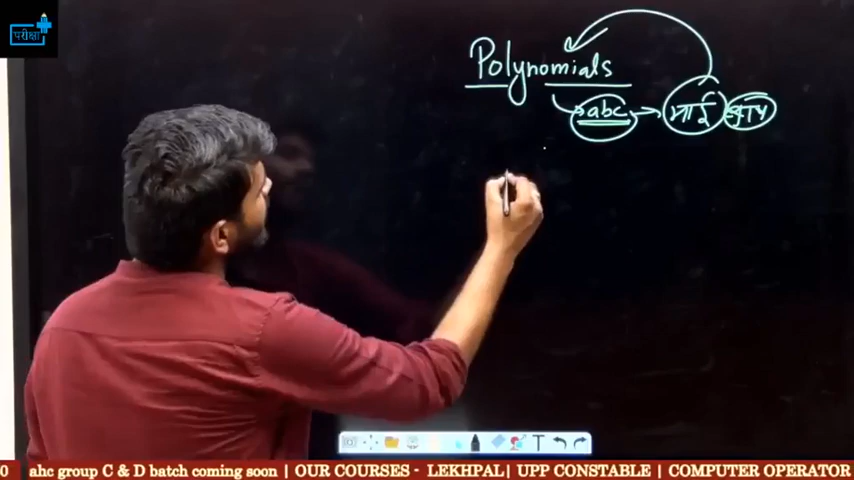 परीक्षा
Polynomials
abc
भाई
0 ahc group C & D batch coming soon | OUR COURSES - LEKHPAL| UPP CONSTABLE | COMPUTER OPERATOR